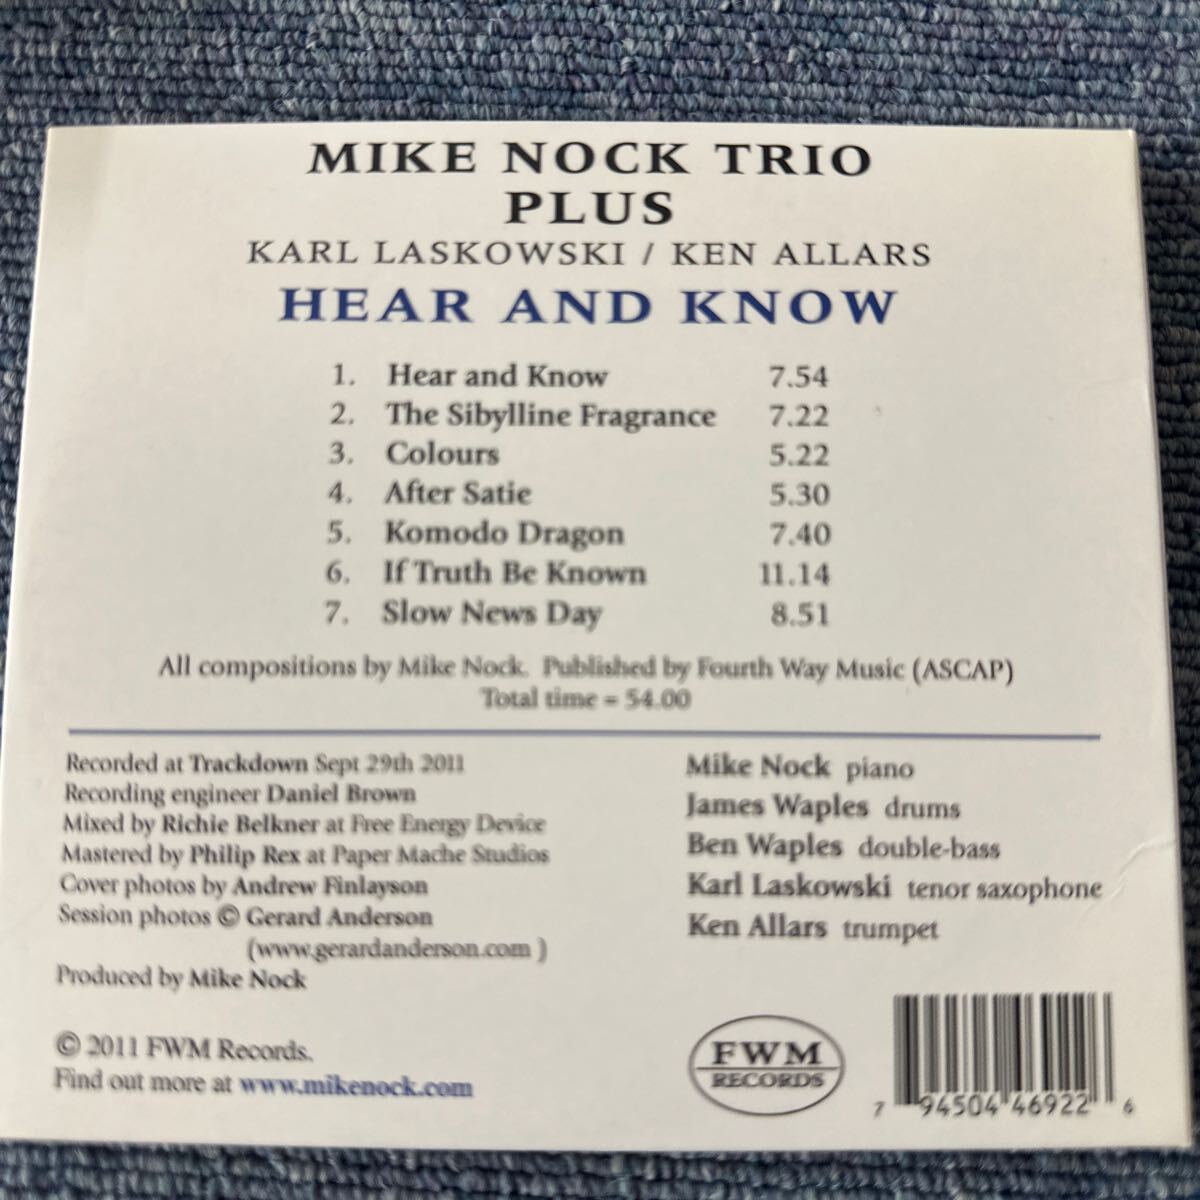 MIKE NOCK TRIO
PLUS
KARL LASKOWSKI / KEN ALLARS
HEAR AND KNOW
1. Hear and Know 7.54
2. The Sibylline Fragrance 7.22
3. Colours 5.22
4. After Satie 5.30
5. Komodo Dragon 7.40
6. If Truth Be Known 11.14
7. Slow News Day 8.51
All compositions by Mike Nock. Published by Fourth Way Music (ASCAP)
Total time = 54.00
Recorded at Trackdown Sept 29th 2011
Recording engineer Daniel Brown
Mixed by Richie Belkner at Free Energy Device
Mastered by Philip Rex at Paper Mache Studios
Cover photos by Andrew Finlayson
Session photos © Gerard Anderson
(www.gerardanderson.com )
Produced by Mike Nock
© 2011 FWM Records.
Find out more at www.mikenock.com
Mike Nock piano
James Waples drums
Ben Waples double-bass
Karl Laskowski tenor saxophone
Ken Allars trumpet
FWM
RECORDS
7 94504 46922 6